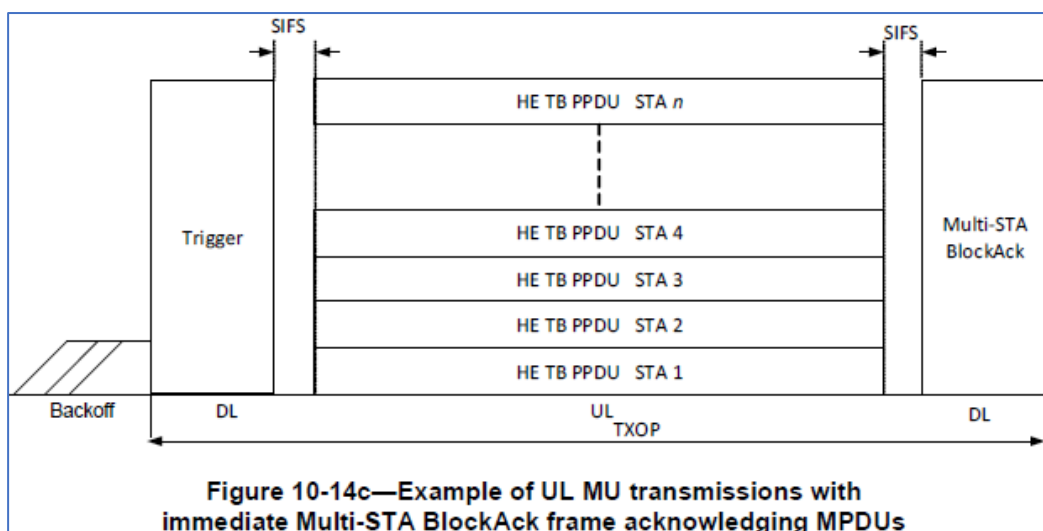 SIFS
SIFS
HE TB PPDU STA n
Trigger
HE TB PPDU STA 4
HE TB PPDU STA 3
HE TB PPDU STA 2
HE TB PPDU STA 1
Multi-STA
BlockAck
Backoff
DL
UL
DL
TXOP
Figure 10-14c—Example of UL MU transmissions with
immediate Multi-STA BlockAck frame acknowledging MPDUs